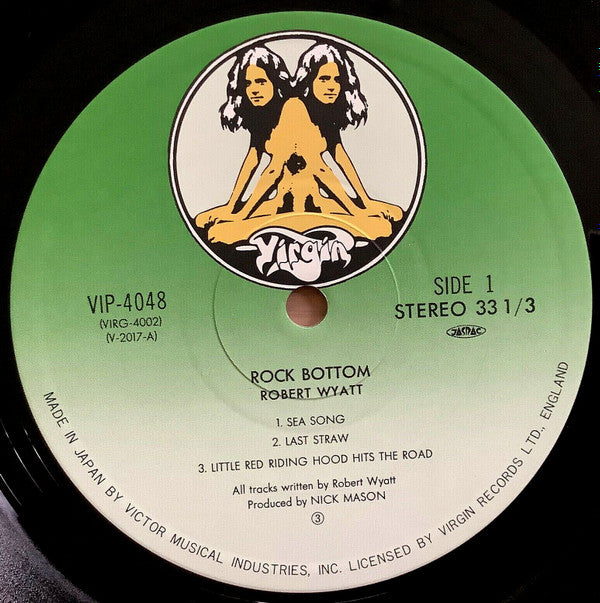 Virgin
VIP-4048
(VIRG-4002)
(V-2017-A)
SIDE 1
STEREO 33 1/3
JASRAC
ROCK BOTTOM
ROBERT WYATT
1. SEA SONG
2. LAST STRAW
3. LITTLE RED RIDING HOOD HITS THE ROAD
All tracks written by Robert Wyatt
Produced by NICK MASON
③
MADE IN JAPAN BY VICTOR MUSICAL INDUSTRIES, INC. LICENSED BY VIRGIN RECORDS LTD., ENGLAND